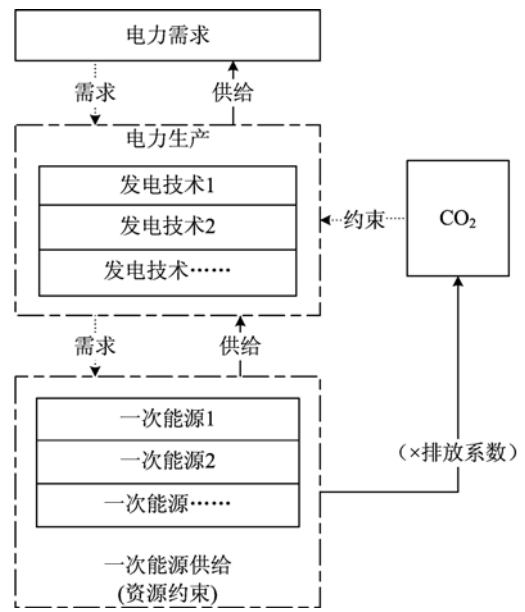 电力需求
需求
供给
电力生产
发电技术1
发电技术2
发电技术……
约束
CO₂
需求
供给
一次能源1
一次能源2
一次能源……
(×排放系数)
一次能源供给
(资源约束)